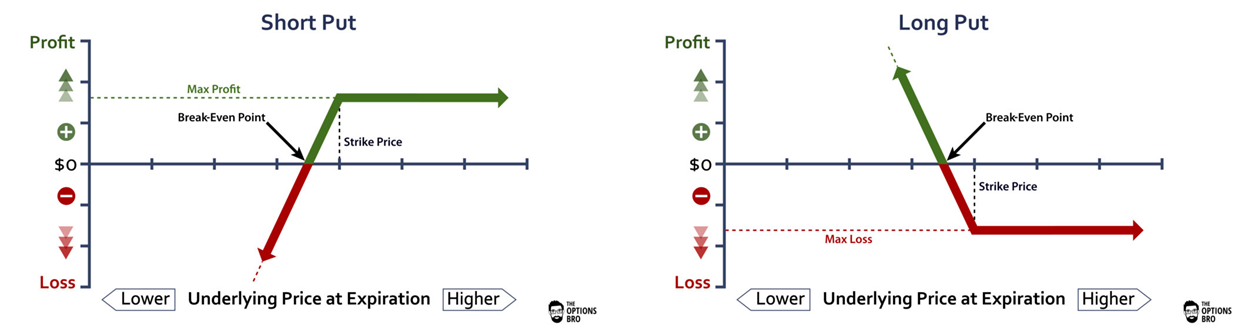 Short Put
Profit
Max Profit
Break-Even Point
Strike Price
$0
Loss
Lower
Underlying Price at Expiration
Higher
THE
OPTIONS
BRO
Long Put
Profit
Break-Even Point
$0
Strike Price
Max Loss
Loss
Lower
Underlying Price at Expiration
Higher
THE
OPTIONS
BRO